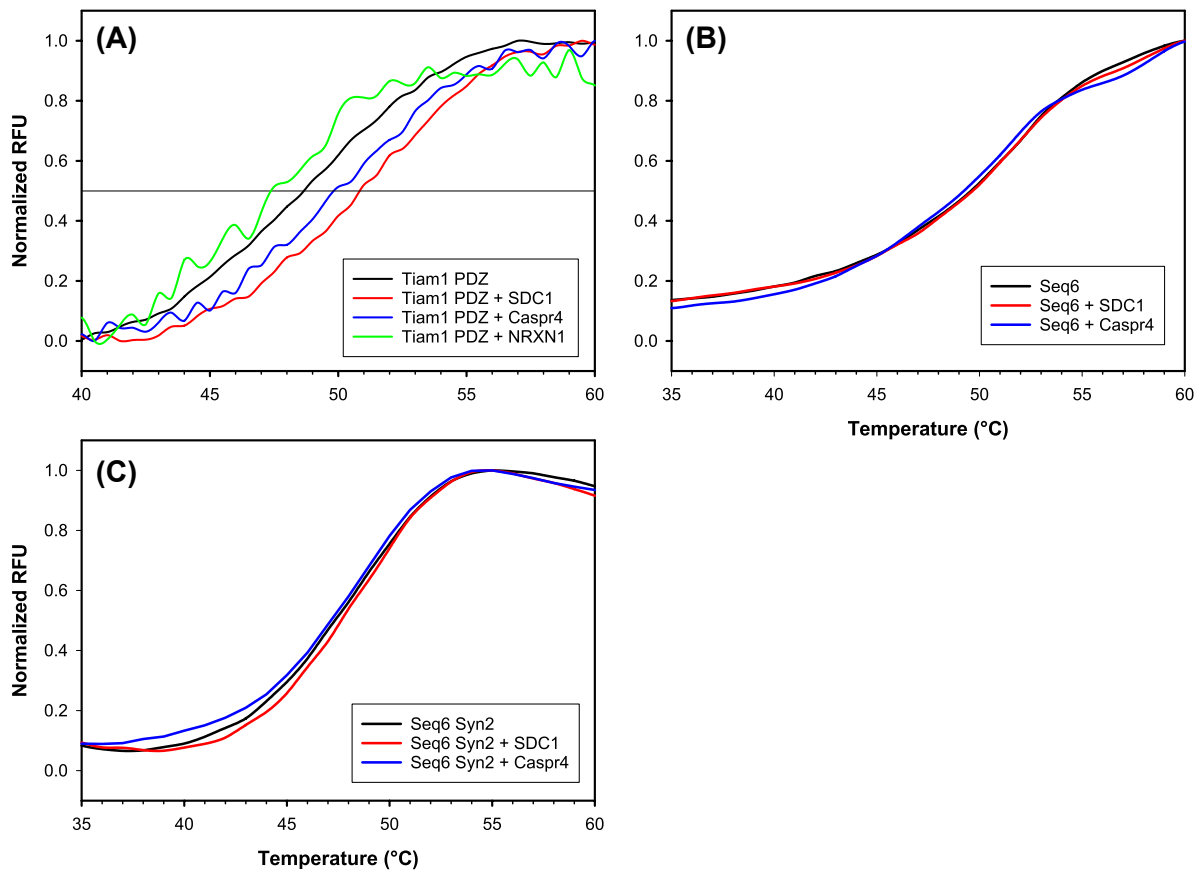 (A)
Normalized RFU
1.0
0.8
0.6
0.4
0.2
0.0
Tiam1 PDZ
Tiam1 PDZ + SDC1
Tiam1 PDZ + Caspr4
Tiam1 PDZ + NRXN1
40 45 50 55 60
(B)
1.0
0.8
0.6
0.4
0.2
0.0
Seq6
Seq6 + SDC1
Seq6 + Caspr4
35 40 45 50 55 60
Temperature (°C)
(C)
Normalized RFU
1.0
0.8
0.6
0.4
0.2
0.0
Seq6 Syn2
Seq6 Syn2 + SDC1
Seq6 Syn2 + Caspr4
35 40 45 50 55 60
Temperature (°C)